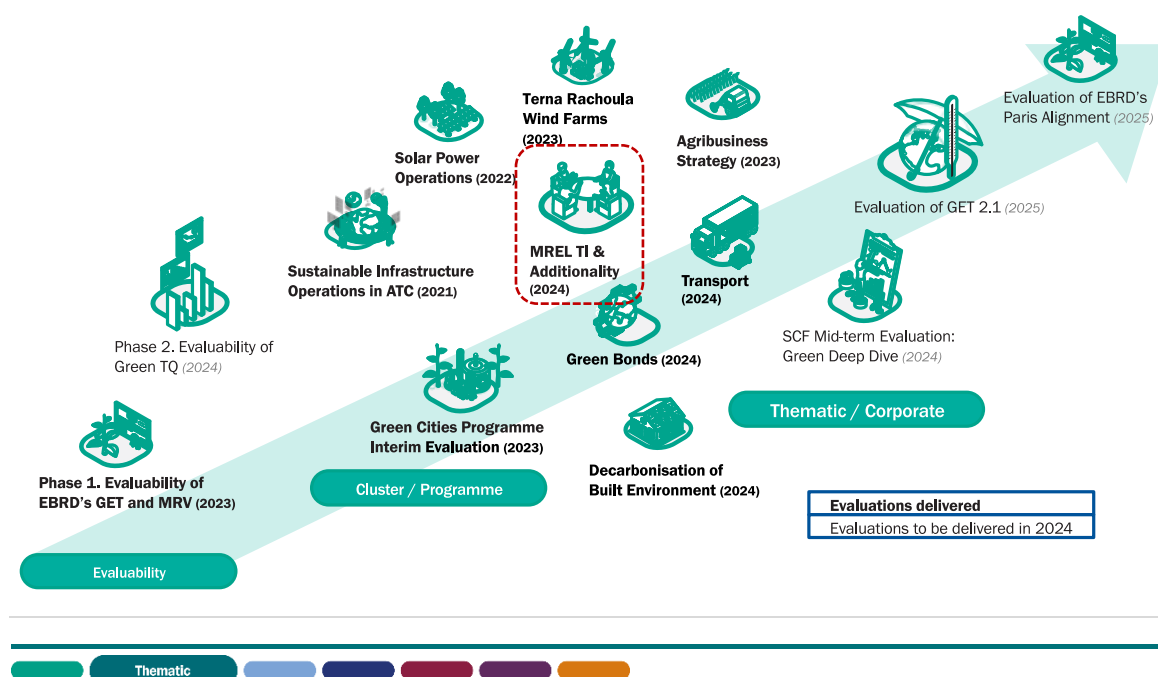 Terna Rachoula
Wind Farms
(2023)
Evaluation of EBRD's
Paris Alignment (2025)
Agribusiness
Strategy (2023)
Solar Power
Operations (2022)
Evaluation of GET 2.1 (2025)
MREL TI &
Additionality
(2024)
Sustainable Infrastructure
Operations in ATC (2021)
Transport
(2024)
Phase 2. Evaluability of
Green TQ (2024)
SCF Mid-term Evaluation:
Green Deep Dive (2024)
Green Bonds (2024)
Thematic / Corporate
Green Cities Programme
Interim Evaluation (2023)
Decarbonisation of
Built Environment (2024)
Phase 1. Evaluability of
EBRD's GET and MRV (2023)
Cluster / Programme
Evaluations delivered
Evaluations to be delivered in 2024
Evaluability
Thematic